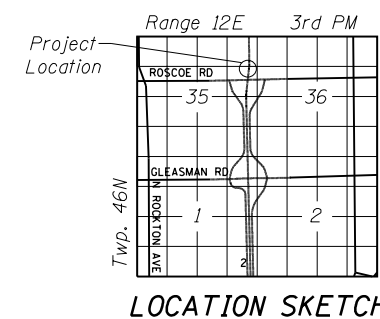 Range 12E 3rd PM
Project
Location
ROSCOE RD
35 36
GLEASMAN RD
Twp. 46N
N ROCKTON AVE
1 2
2
LOCATION SKETCH